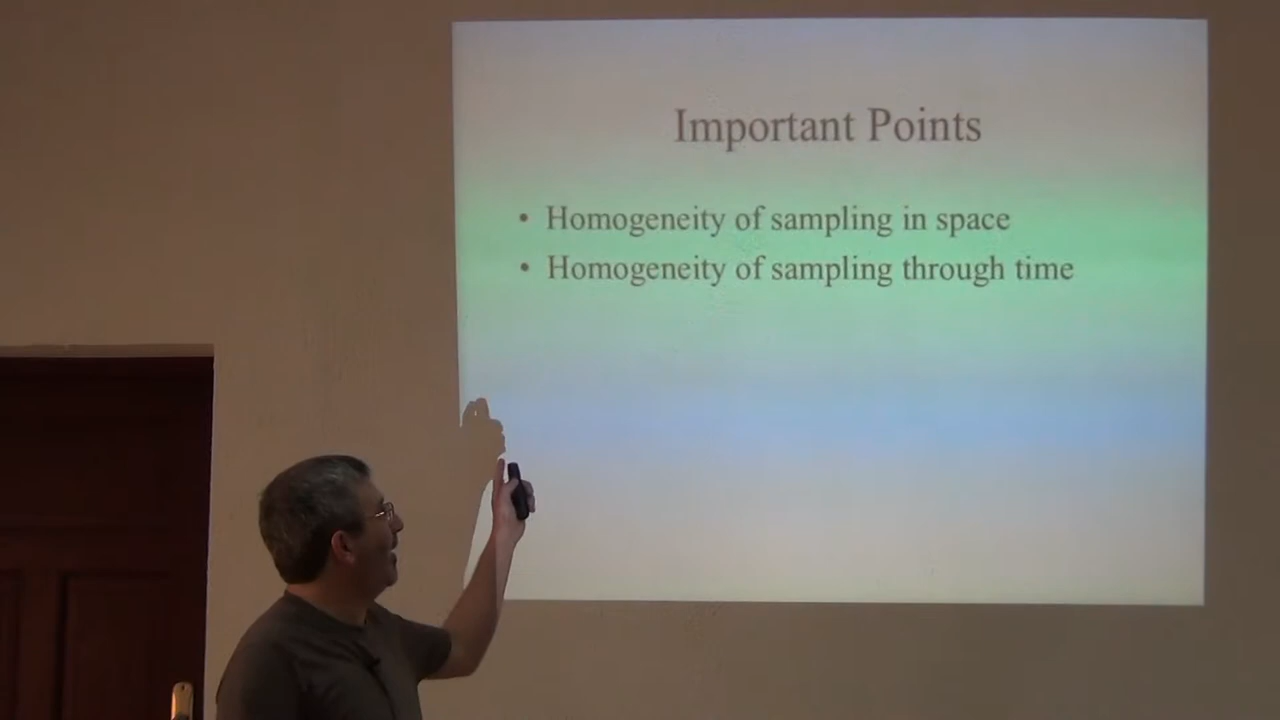 Important Points
• Homogeneity of sampling in space
• Homogeneity of sampling through time